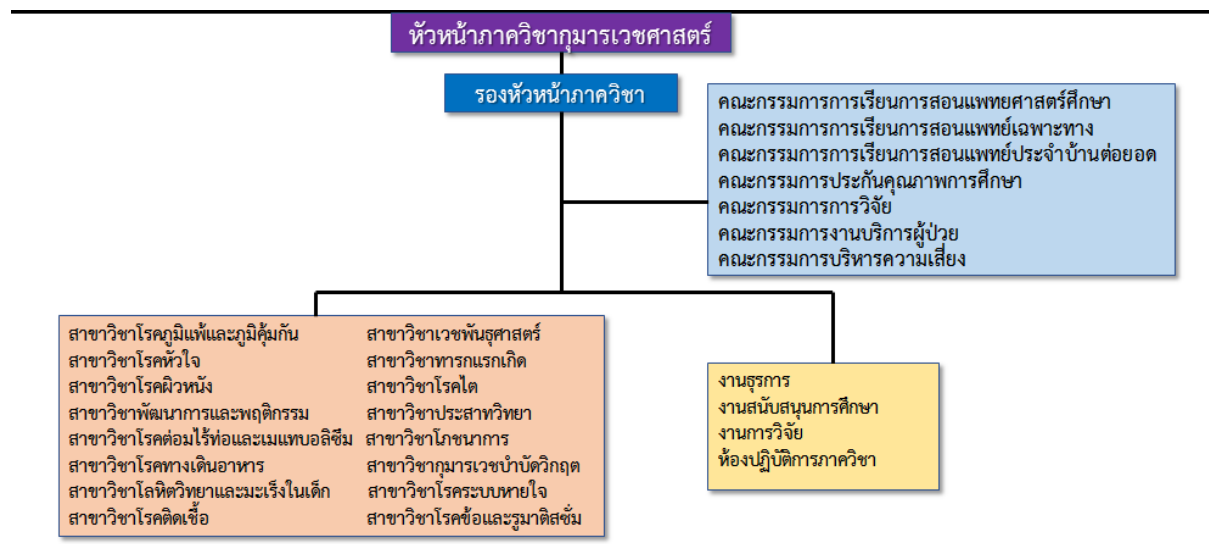 หัวหน้าภาควิชากุมารเวชศาสตร์
รองหัวหน้าภาควิชา
คณะกรรมการการเรียนการสอนแพทยศาสตร์ศึกษา
คณะกรรมการการเรียนการสอนแพทย์เฉพาะทาง
คณะกรรมการการเรียนการสอนแพทย์ประจำบ้านต่อยอด
คณะกรรมการประกันคุณภาพการศึกษา
คณะกรรมการการวิจัย
คณะกรรมการงานบริการผู้ป่วย
คณะกรรมการบริหารความเสี่ยง
สาขาวิชาโรคภูมิแพ้และภูมิคุ้มกัน
สาขาวิชาโรคหัวใจ
สาขาวิชาโรคผิวหนัง
สาขาวิชาพัฒนาการและพฤติกรรม
สาขาวิชาโรคต่อมไร้ท่อและเมแทบอลิซึม
สาขาวิชาโรคทางเดินอาหาร
สาขาวิชาโลหิตวิทยาและมะเร็งในเด็ก
สาขาวิชาโรคติดเชื้อ
สาขาวิชาเวชพันธุศาสตร์
สาขาวิชาทารกแรกเกิด
สาขาวิชาโรคไต
สาขาวิชาประสาทวิทยา
สาขาวิชาโภชนาการ
สาขาวิชากุมารเวชบำบัดวิกฤต
สาขาวิชาโรคระบบหายใจ
สาขาวิชาโรคข้อและรูมาติสซั่ม
งานธุรการ
งานสนับสนุนการศึกษา
งานการวิจัย
ห้องปฏิบัติการภาควิชา